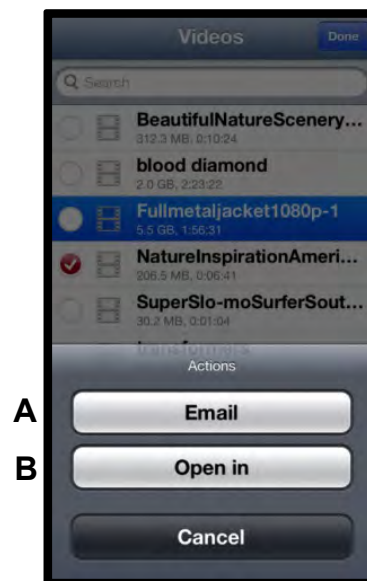 Videos Done
Search
BeautifulNatureScenery...
312.3 MB, 0:10:24
blood diamond
2.0 GB, 2:23:22
Fullmetaljacket1080p-1
5.5 GB, 1:56:31
NatureInspirationAmeri...
206.5 MB, 0:06:41
SuperSlo-moSurferSout...
30.2 MB, 0:01:04
transformers
Actions
A Email
B Open in
Cancel